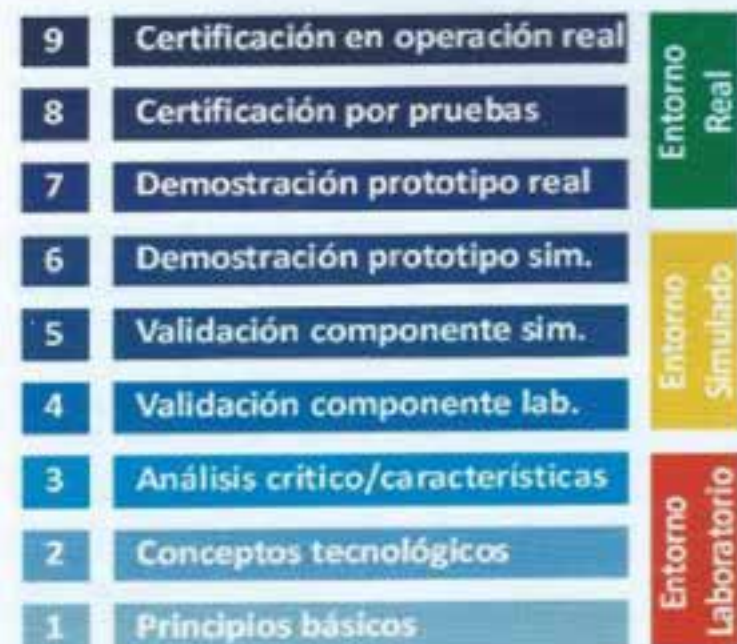 9 Certificación en operación real
8 Certificación por pruebas
7 Demostración prototipo real
Entorno
Real
6 Demostración prototipo sim.
5 Validación componente sim.
4 Validación componente lab.
Entorno
Simulado
3 Análisis crítico/características
2 Conceptos tecnológicos
1 Principios básicos
Entorno
Laboratorio